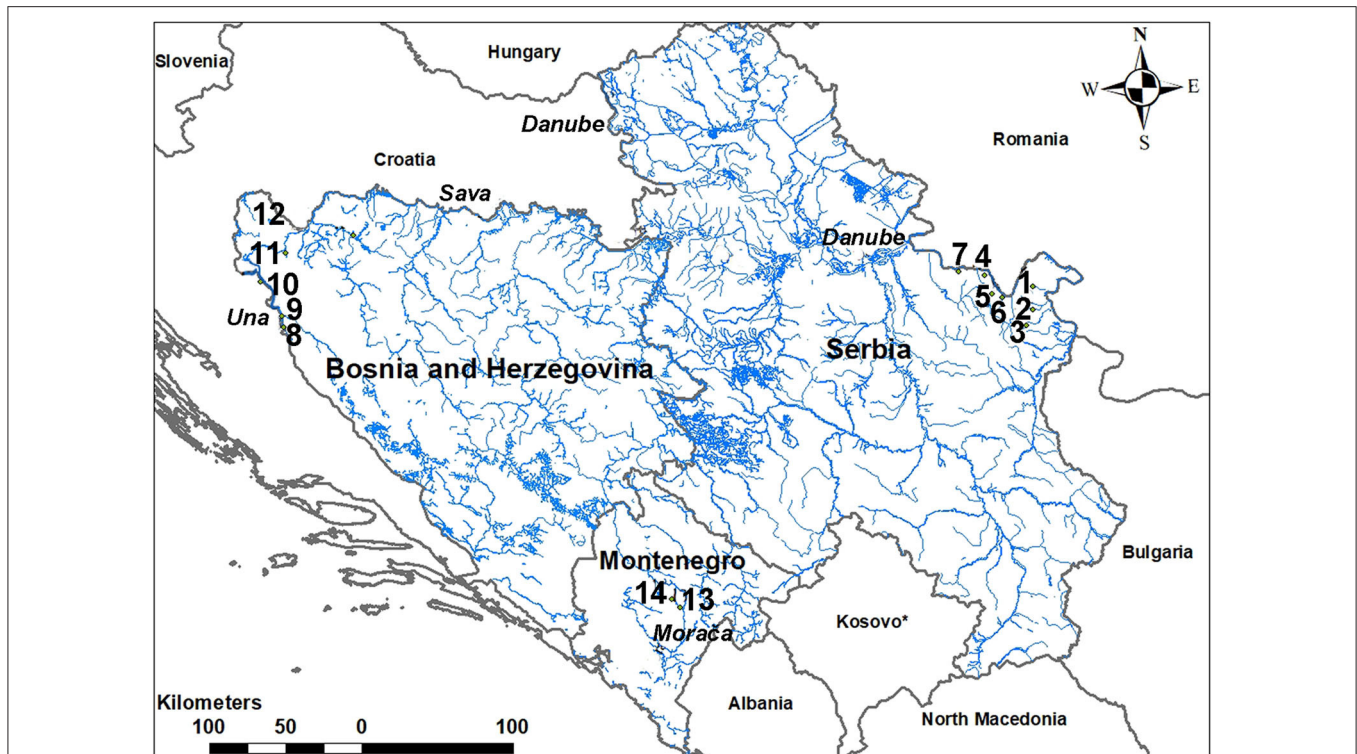 Hungary
Slovenia
N
W
E
S
Danube
Romania
Croatia
Sava
12
Danube
11
7
4
1
10
5
6
2
Una
9
3
8
Serbia
Bosnia and Herzegovina
Bulgaria
Montenegro
14
13
Morača
Kosovo*
Kilometers
Albania
North Macedonia
100
50
0
100